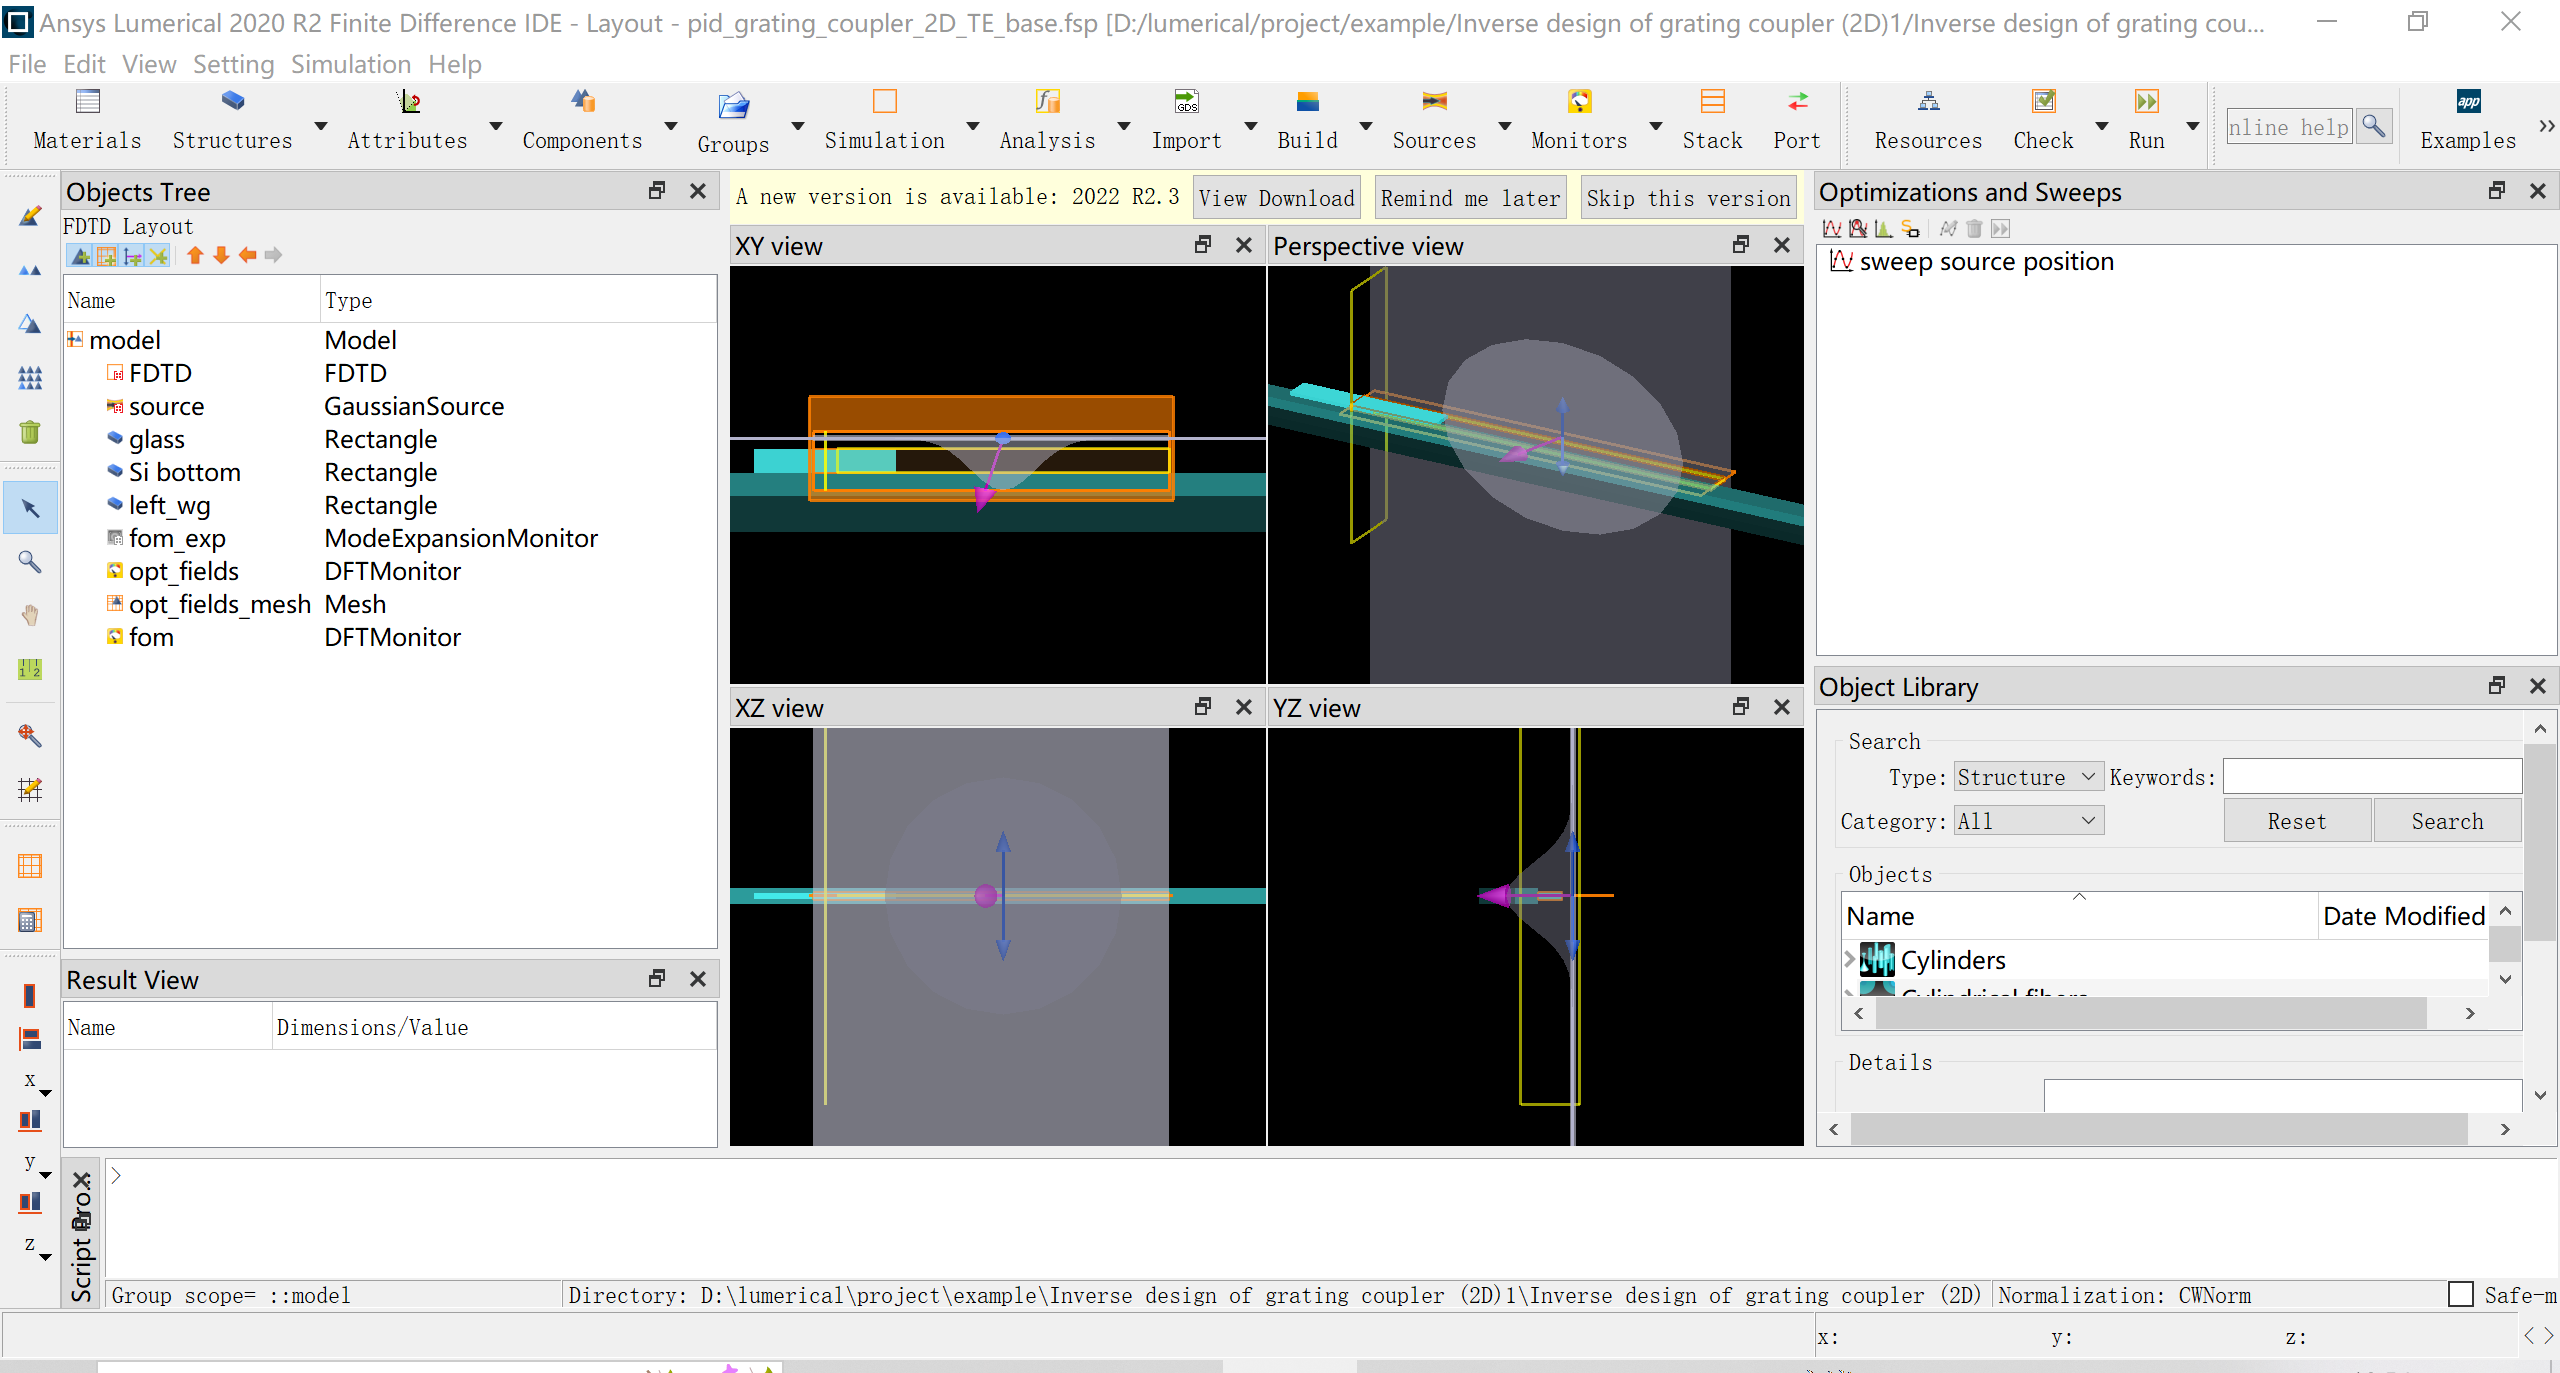 Ansys Lumerical 2020 R2 Finite Difference IDE - Layout - pid_grating_coupler_2D_TE_base.fsp [D:/lumerical/project/example/Inverse design of grating coupler (2D)1/Inverse design of grating cou...
File Edit View Setting Simulation Help
Materials Structures Attributes Components Groups Simulation Analysis Import Build Sources Monitors Stack Port Resources Check Run nline help Examples
GDS
app
Objects Tree
FDTD Layout
Name Type
model Model
FDTD FDTD
source GaussianSource
glass Rectangle
Si bottom Rectangle
left_wg Rectangle
fom_exp ModeExpansionMonitor
opt_fields DFTMonitor
opt_fields_mesh Mesh
fom DFTMonitor
Result View
Name Dimensions/Value
A new version is available: 2022 R2.3 View Download Remind me later Skip this version
XY view
Perspective view
XZ view
YZ view
Optimizations and Sweeps
sweep source position
Object Library
Search
Type: Structure Keywords:
Category: All Reset Search
Objects
Name Date Modified
Cylinders
Cylindrical fibers
Details
x
y
z
Script Pro...
>
Group scope= ::model Directory: D:\lumerical\project\example\Inverse design of grating coupler (2D)1\Inverse design of grating coupler (2D) Normalization: CWNorm Safe-m
x: y: z: